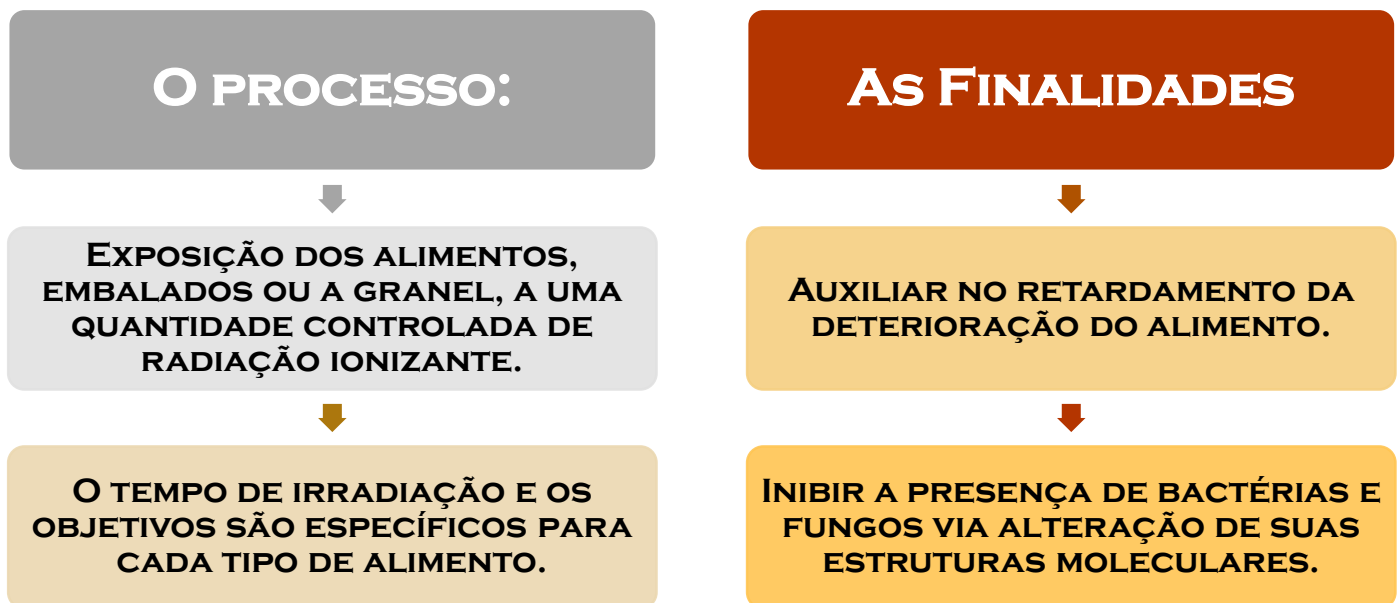 O PROCESSO:
EXPOSIÇÃO DOS ALIMENTOS,
EMBALADOS OU A GRANEL, A UMA
QUANTIDADE CONTROLADA DE
RADIAÇÃO IONIZANTE.
O TEMPO DE IRRADIAÇÃO E OS
OBJETIVOS SÃO ESPECÍFICOS PARA
CADA TIPO DE ALIMENTO.
AS FINALIDADES
AUXILIAR NO RETARDAMENTO DA
DETERIORAÇÃO DO ALIMENTO.
INIBIR A PRESENÇA DE BACTÉRIAS E
FUNGOS VIA ALTERAÇÃO DE SUAS
ESTRUTURAS MOLECULARES.